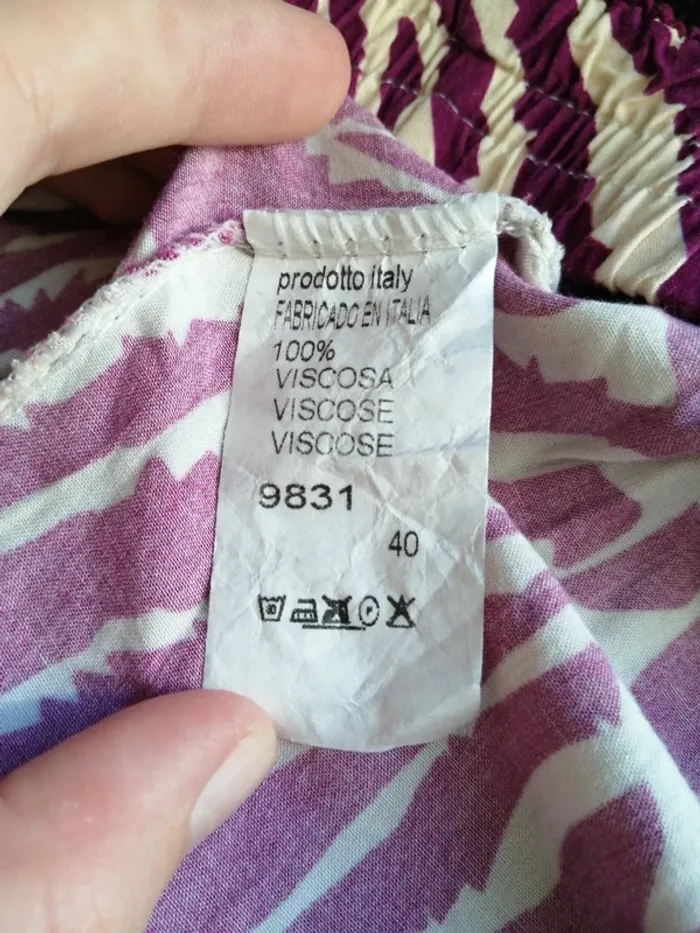 prodotto italy
FABRICADO EN ITALIA
100%
VISCOSA
VISCOSE
VISCOSE
9831
40
P